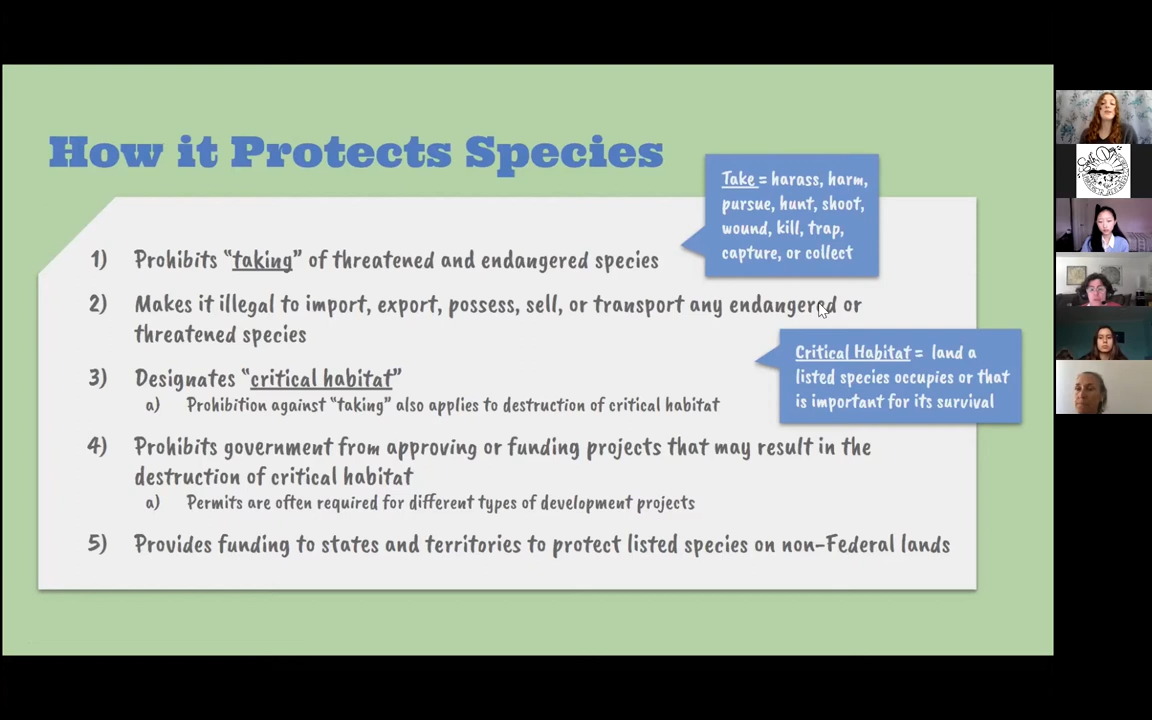 How it Protects Species
Take = harass, harm,
pursue, hunt, shoot,
wound, kill, trap,
capture, or collect
1) Prohibits “taking” of threatened and endangered species
2) Makes it illegal to import, export, possess, sell, or transport any endangered or
threatened species
Critical Habitat = land a
listed species occupies or that
is important for its survival
3) Designates “critical habitat”
a) Prohibition against “taking” also applies to destruction of critical habitat
4) Prohibits government from approving or funding projects that may result in the
destruction of critical habitat
a) Permits are often required for different types of development projects
5) Provides funding to states and territories to protect listed species on non-Federal lands